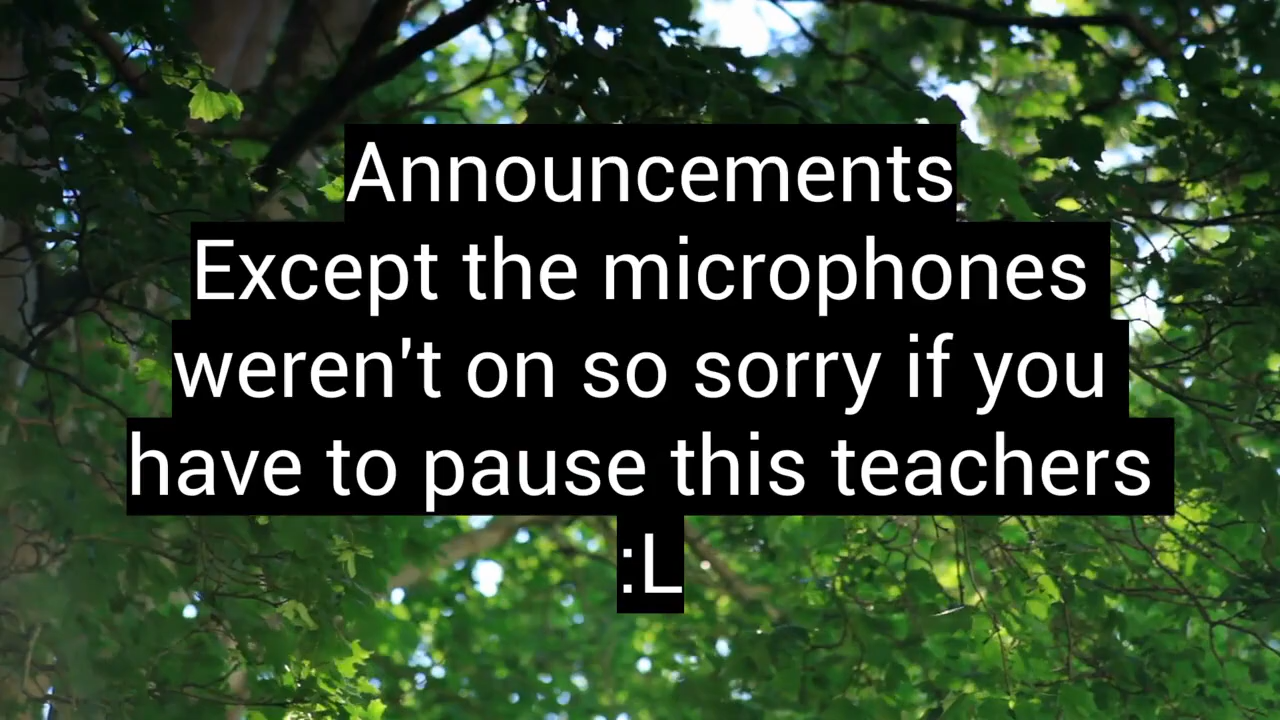 Announcements
Except the microphones
weren't on so sorry if you
have to pause this teachers
:L